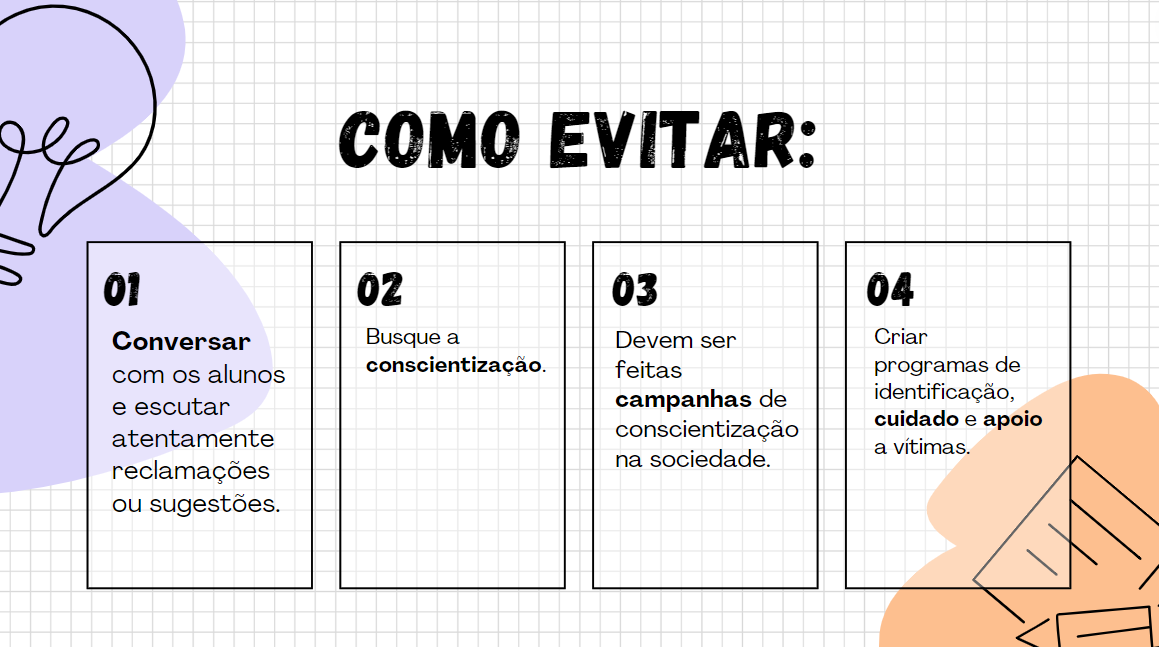 COMO EVITAR:
01
Conversar
com os alunos
e escutar
atentamente
reclamações
ou sugestões.
02
Busque a
conscientização.
03
Devem ser
feitas
campanhas de
conscientização
na sociedade.
04
Criar
programas de
identificação,
cuidado e apoio
a vítimas.